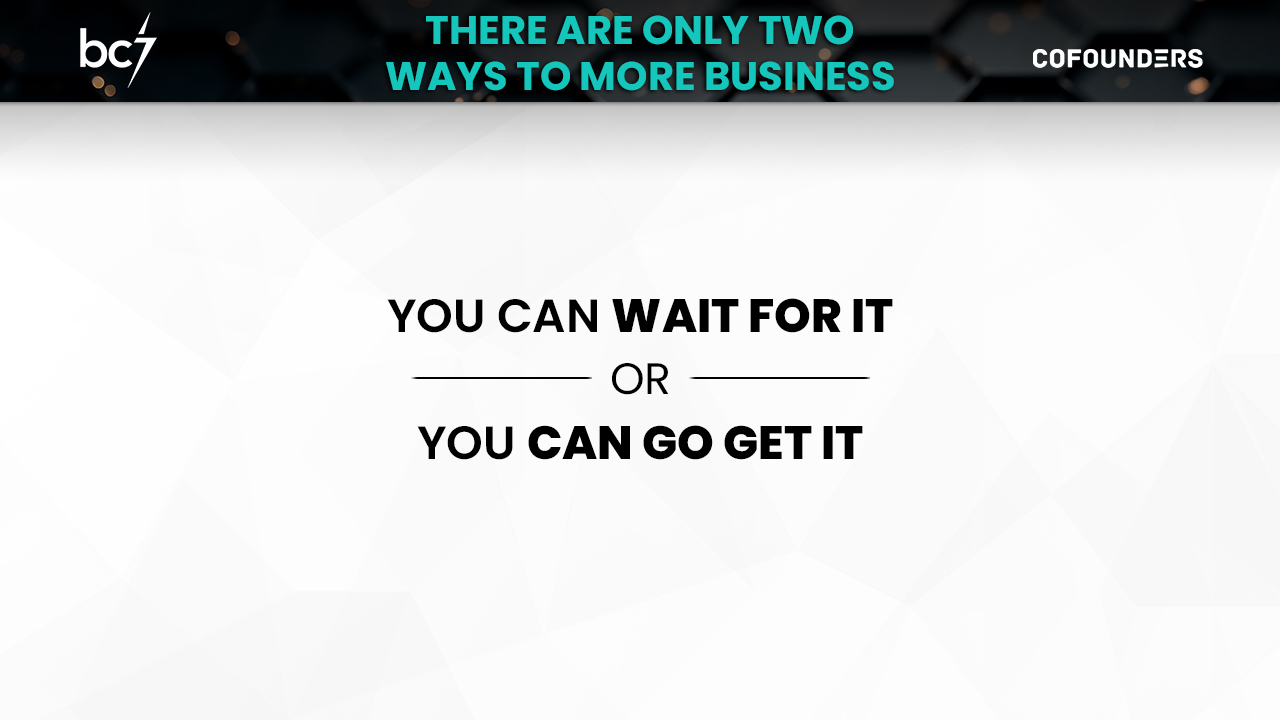 bc7
THERE ARE ONLY TWO
WAYS TO MORE BUSINESS
COFOUNDERS
YOU CAN WAIT FOR IT
OR
YOU CAN GO GET IT